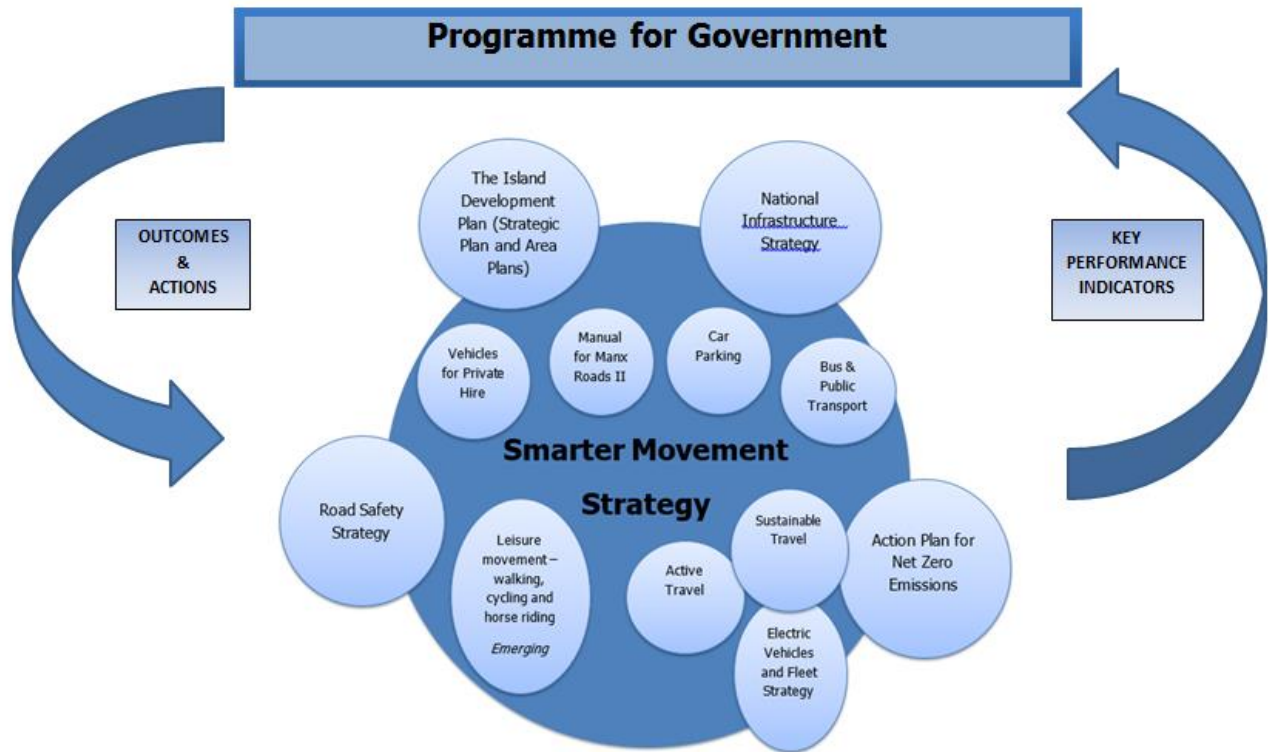 Programme for Government
OUTCOMES
&
ACTIONS
The Island
Development
Plan (Strategic
Plan and Area
Plans)
National
Infrastructure
Strategy
KEY
PERFORMANCE
INDICATORS
Vehicles
for Private
Hire
Manual
for Manx
Roads II
Car
Parking
Bus &
Public
Transport
Smarter Movement
Strategy
Road Safety
Strategy
Leisure
movement –
walking,
cycling and
horse riding
Emerging
Active
Travel
Sustainable
Travel
Action Plan for
Net Zero
Emissions
Electric
Vehicles
and Fleet
Strategy